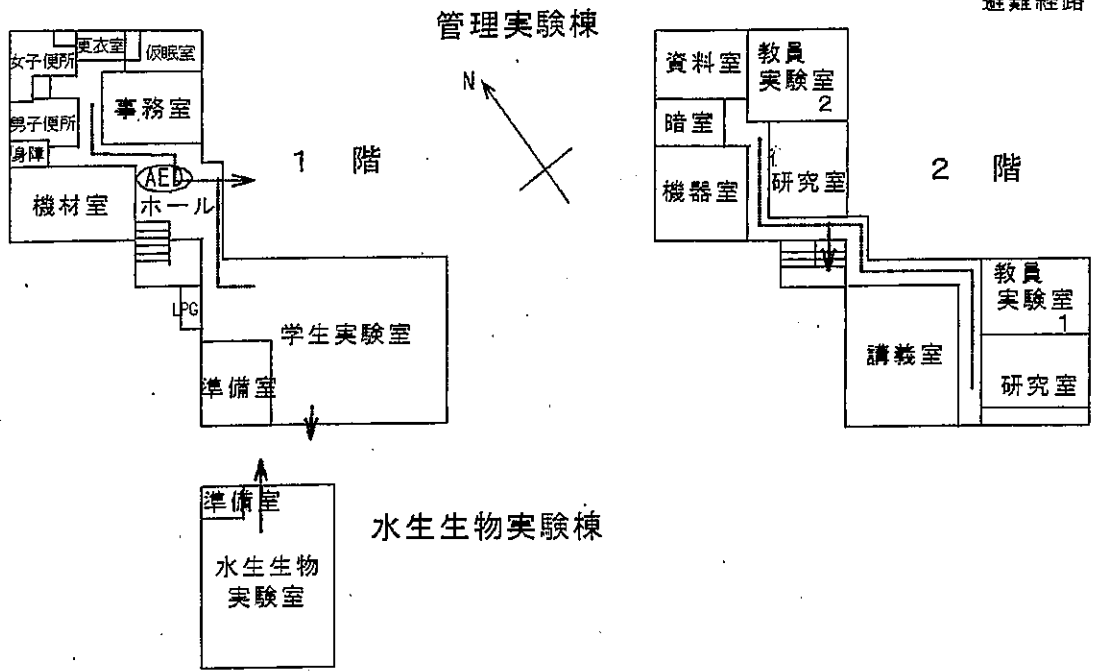 避難経路
管理実験棟
N
1 階
女子便所
更衣室
仮眠室
事務室
男子便所
身障
AED
機材室
ホール
LPG
学生実験室
準備室
2 階
資料室
教員
実験室
2
暗室
機器室
研究室
教員
実験室
1
講義室
研究室
準備室
水生生物実験棟
水生生物
実験室